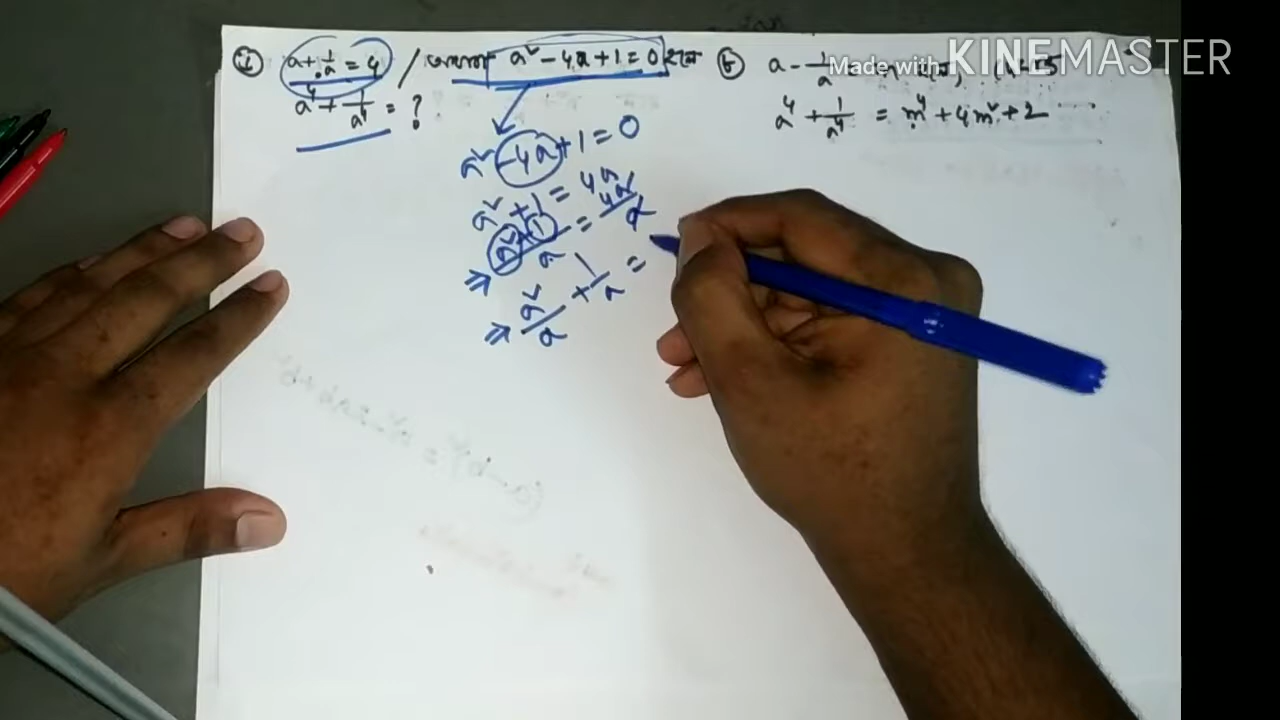 a + 1/a = 4 / a² - 4a + 1 = 0 হলে
a⁴ + 1/a⁴ = ?
a² - 4a + 1 = 0
a² + 1 = 4a
⇒ (a² + 1)/a = 4a/a
⇒ a²/a + 1/a =
a - 1/a
a⁴ + 1/a⁴ = m⁴ + 4m² + 2
Made with KINEMASTER